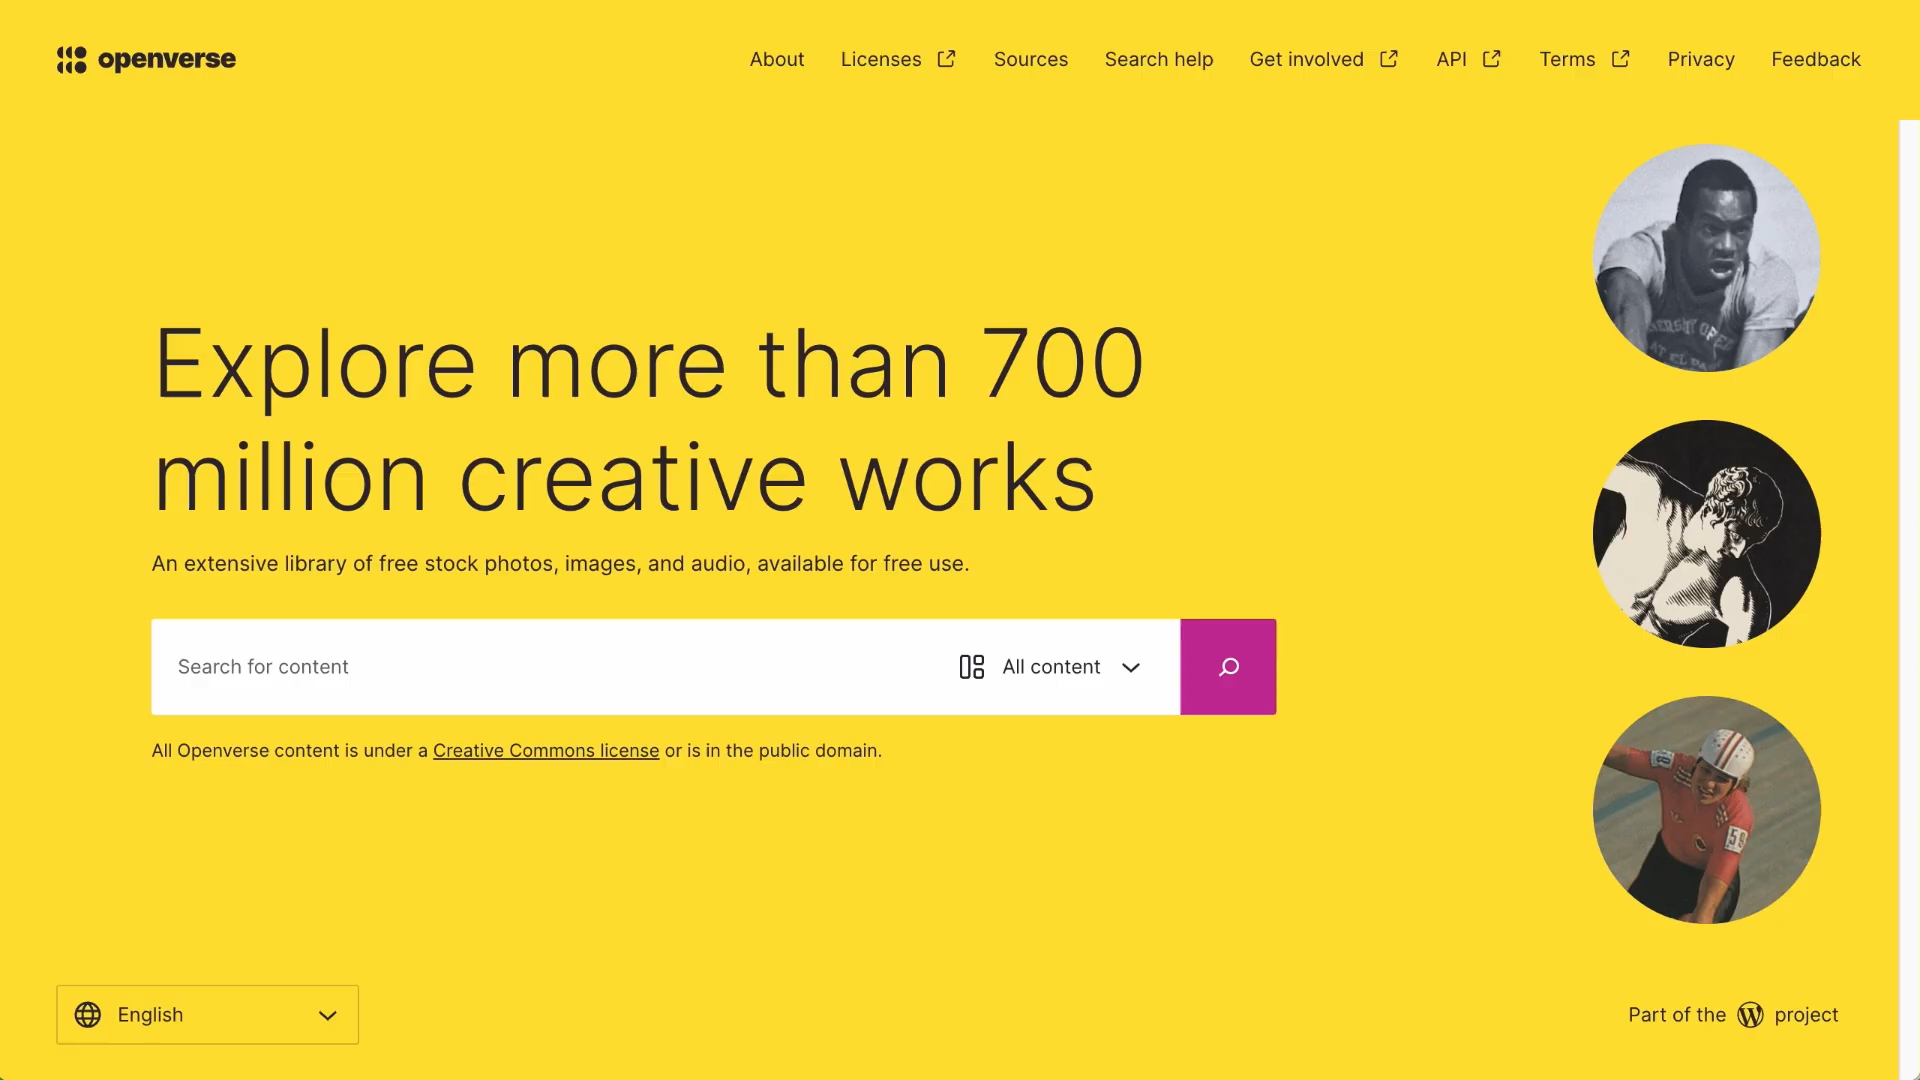 openverse
About Licenses Sources Search help Get involved API Terms Privacy Feedback
Explore more than 700
million creative works
An extensive library of free stock photos, images, and audio, available for free use.
Search for content All content
All Openverse content is under a Creative Commons license or is in the public domain.
English
Part of the project